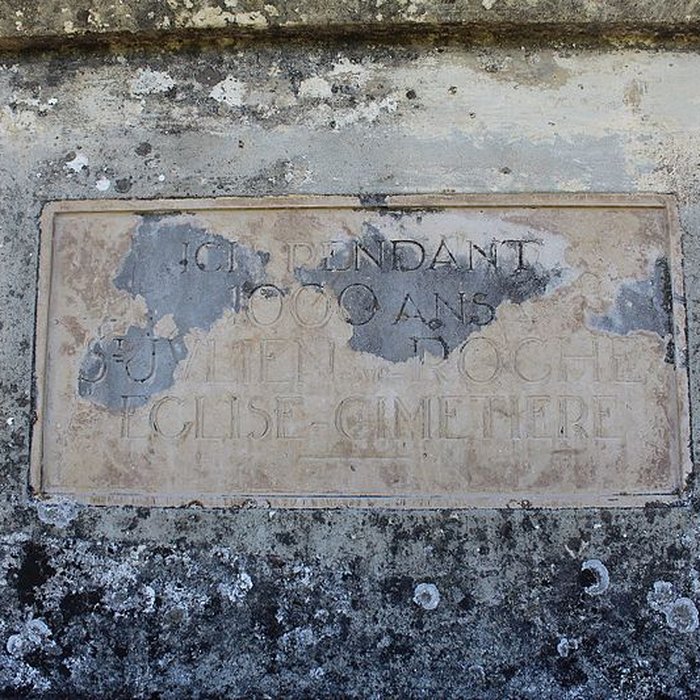 ICI PENDANT
1000 ANS
ST JULIEN SUR ROCHE
EGLISE - CIMETIERE